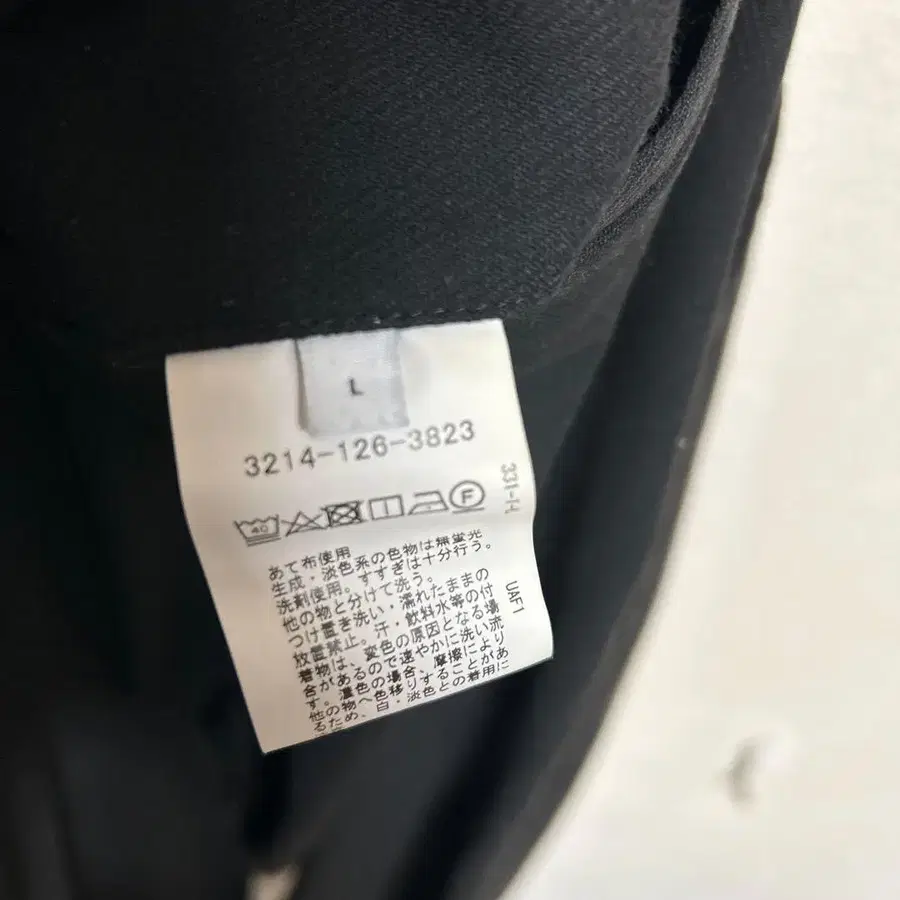 L
3214-126-3823
40 F
あて布使用
生成・淡色系の色物は無蛍光
洗剤使用。すすぎは十分行う。
他の物と分けて洗う。
つけ置き洗い・濡れたままの
放置禁止。汗・飲料水等の付
着物は、変色の原因となる場
合があるので速やかに洗い流
す。濃色の場合、摩擦により
他の物へ色移りすることがあ
るため、白・淡色との着用に
UAF1